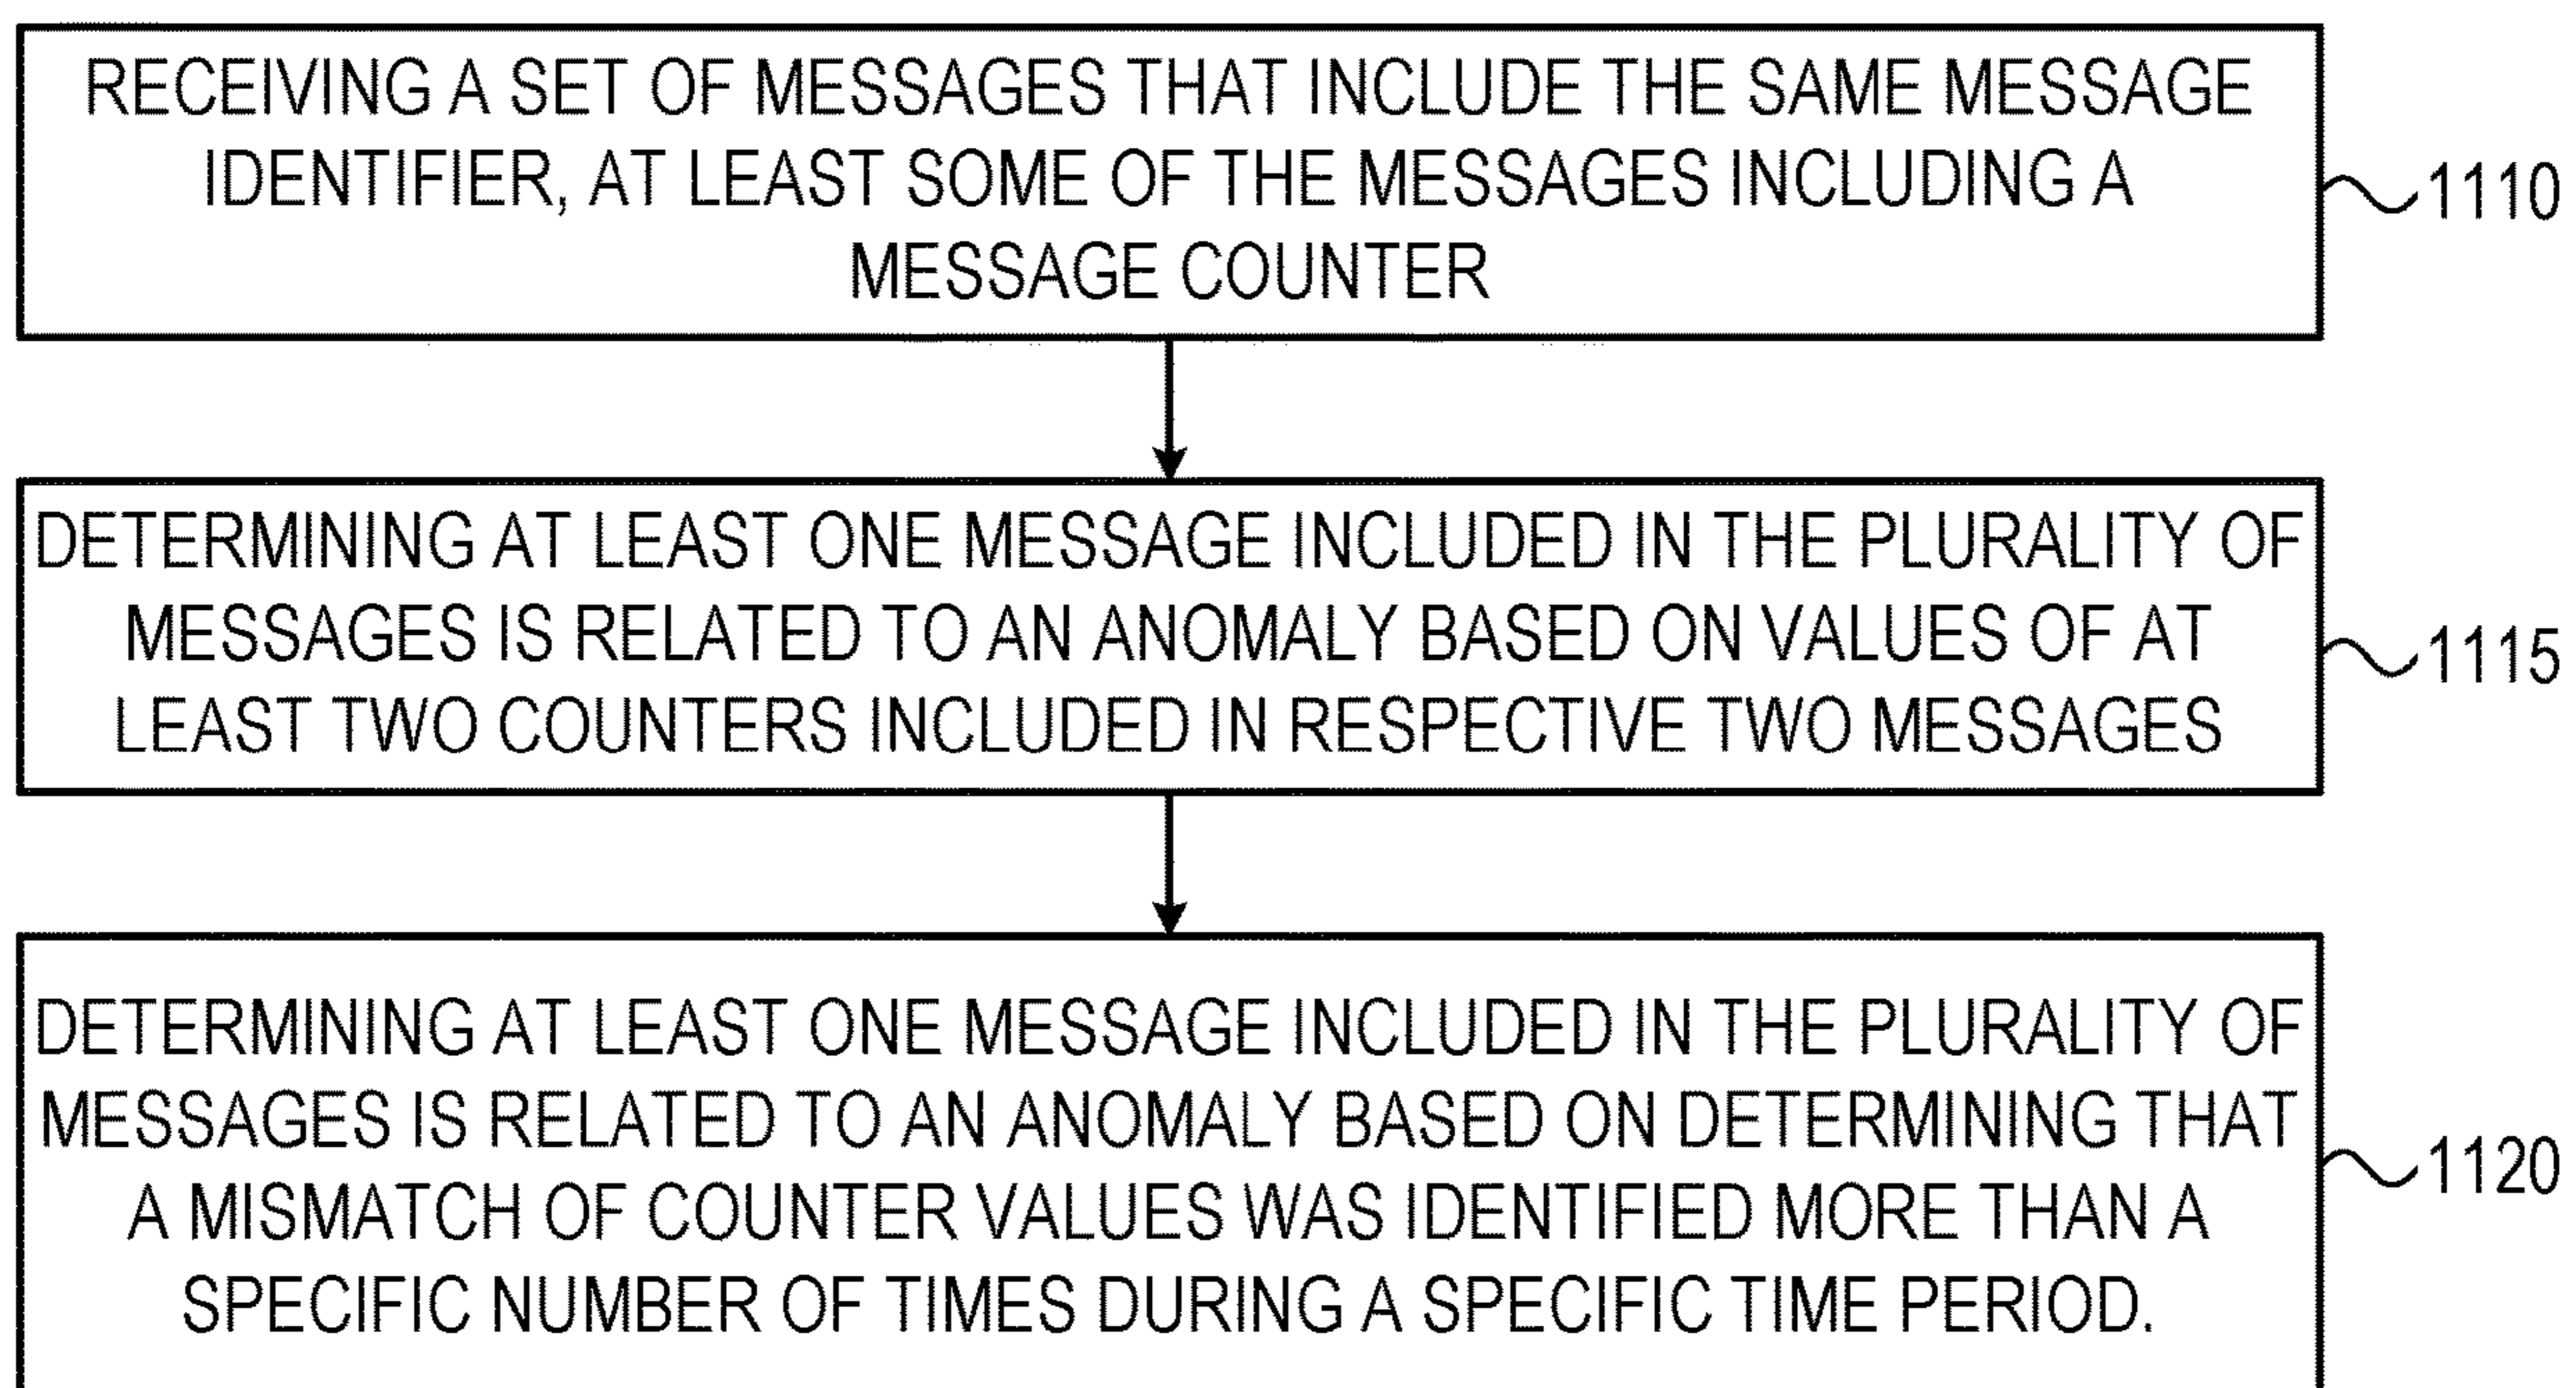 RECEIVING A SET OF MESSAGES THAT INCLUDE THE SAME MESSAGE
IDENTIFIER, AT LEAST SOME OF THE MESSAGES INCLUDING A
MESSAGE COUNTER
1110
DETERMINING AT LEAST ONE MESSAGE INCLUDED IN THE PLURALITY OF
MESSAGES IS RELATED TO AN ANOMALY BASED ON VALUES OF AT
LEAST TWO COUNTERS INCLUDED IN RESPECTIVE TWO MESSAGES
1115
DETERMINING AT LEAST ONE MESSAGE INCLUDED IN THE PLURALITY OF
MESSAGES IS RELATED TO AN ANOMALY BASED ON DETERMINING THAT
A MISMATCH OF COUNTER VALUES WAS IDENTIFIED MORE THAN A
SPECIFIC NUMBER OF TIMES DURING A SPECIFIC TIME PERIOD.
1120